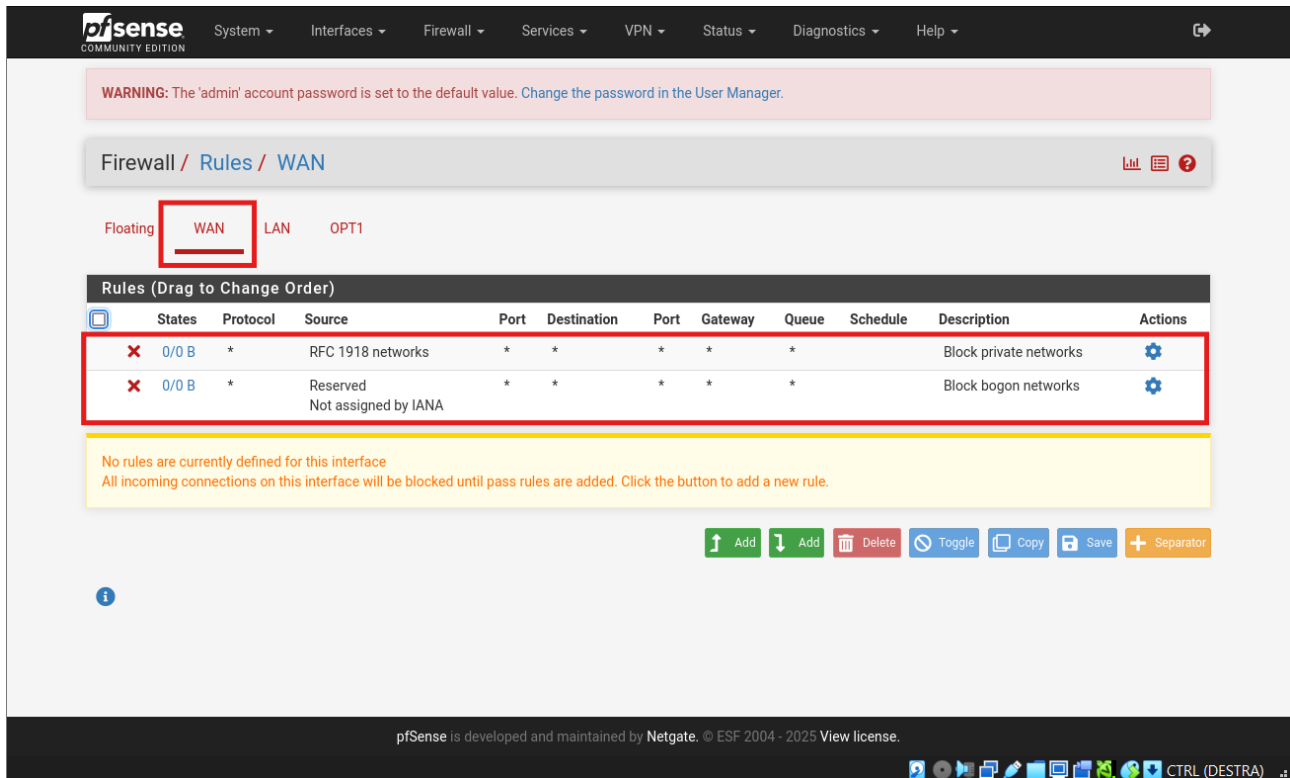 pfsense System Interfaces Firewall Services VPN Status Diagnostics Help
COMMUNITY EDITION
WARNING: The 'admin' account password is set to the default value. Change the password in the User Manager.
Firewall / Rules / WAN
Floating WAN LAN OPT1
Rules (Drag to Change Order)
States Protocol Source Port Destination Port Gateway Queue Schedule Description Actions
0/0 B * RFC 1918 networks * * * * * Block private networks
0/0 B * Reserved * * * * * Block bogon networks
Not assigned by IANA
No rules are currently defined for this interface
All incoming connections on this interface will be blocked until pass rules are added. Click the button to add a new rule.
Add Add Delete Toggle Copy Save Separator
pfSense is developed and maintained by Netgate. © ESF 2004 - 2025 View license.
CTRL (DESTRA)